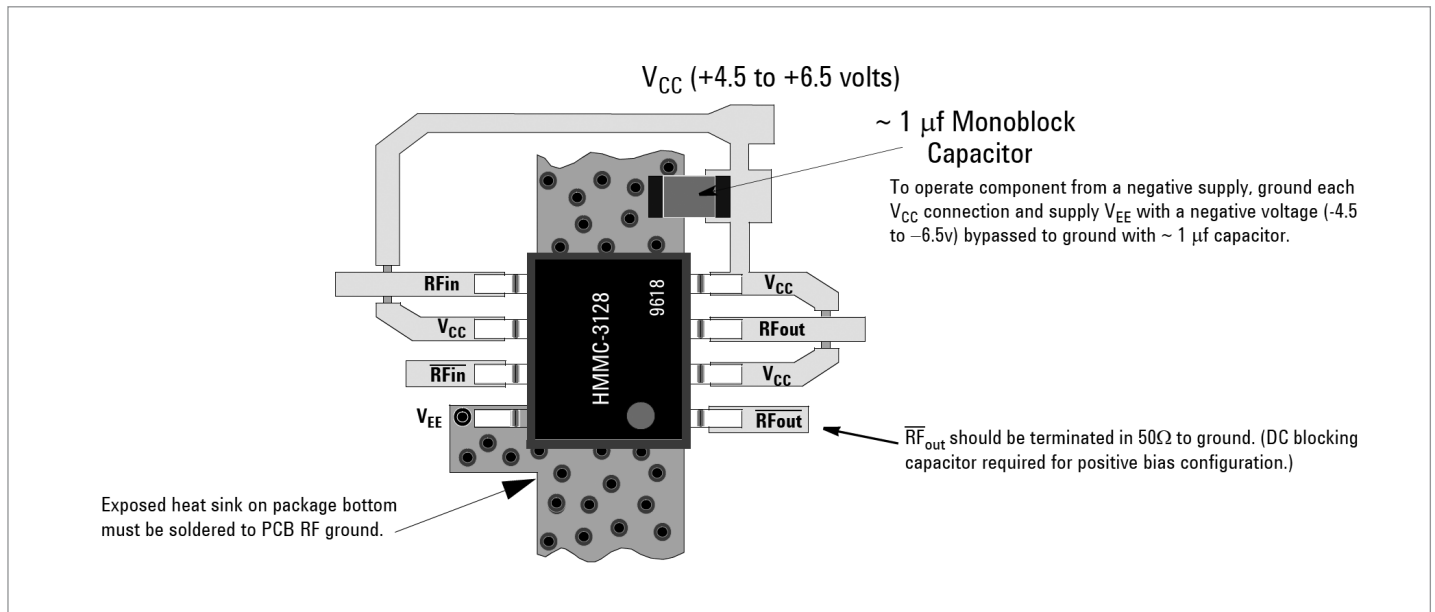 V_CC (+4.5 to +6.5 volts)
~ 1 μf Monoblock
Capacitor
To operate component from a negative supply, ground each
V_CC connection and supply V_EE with a negative voltage (-4.5
to –6.5v) bypassed to ground with ~ 1 μf capacitor.
RFin
V_CC
R̅F̅i̅n̅
V_EE
HMMC-3128
9618
V_CC
RFout
V_CC
R̅F̅o̅u̅t̅
R̅F̅_out should be terminated in 50Ω to ground. (DC blocking
capacitor required for positive bias configuration.)
Exposed heat sink on package bottom
must be soldered to PCB RF ground.